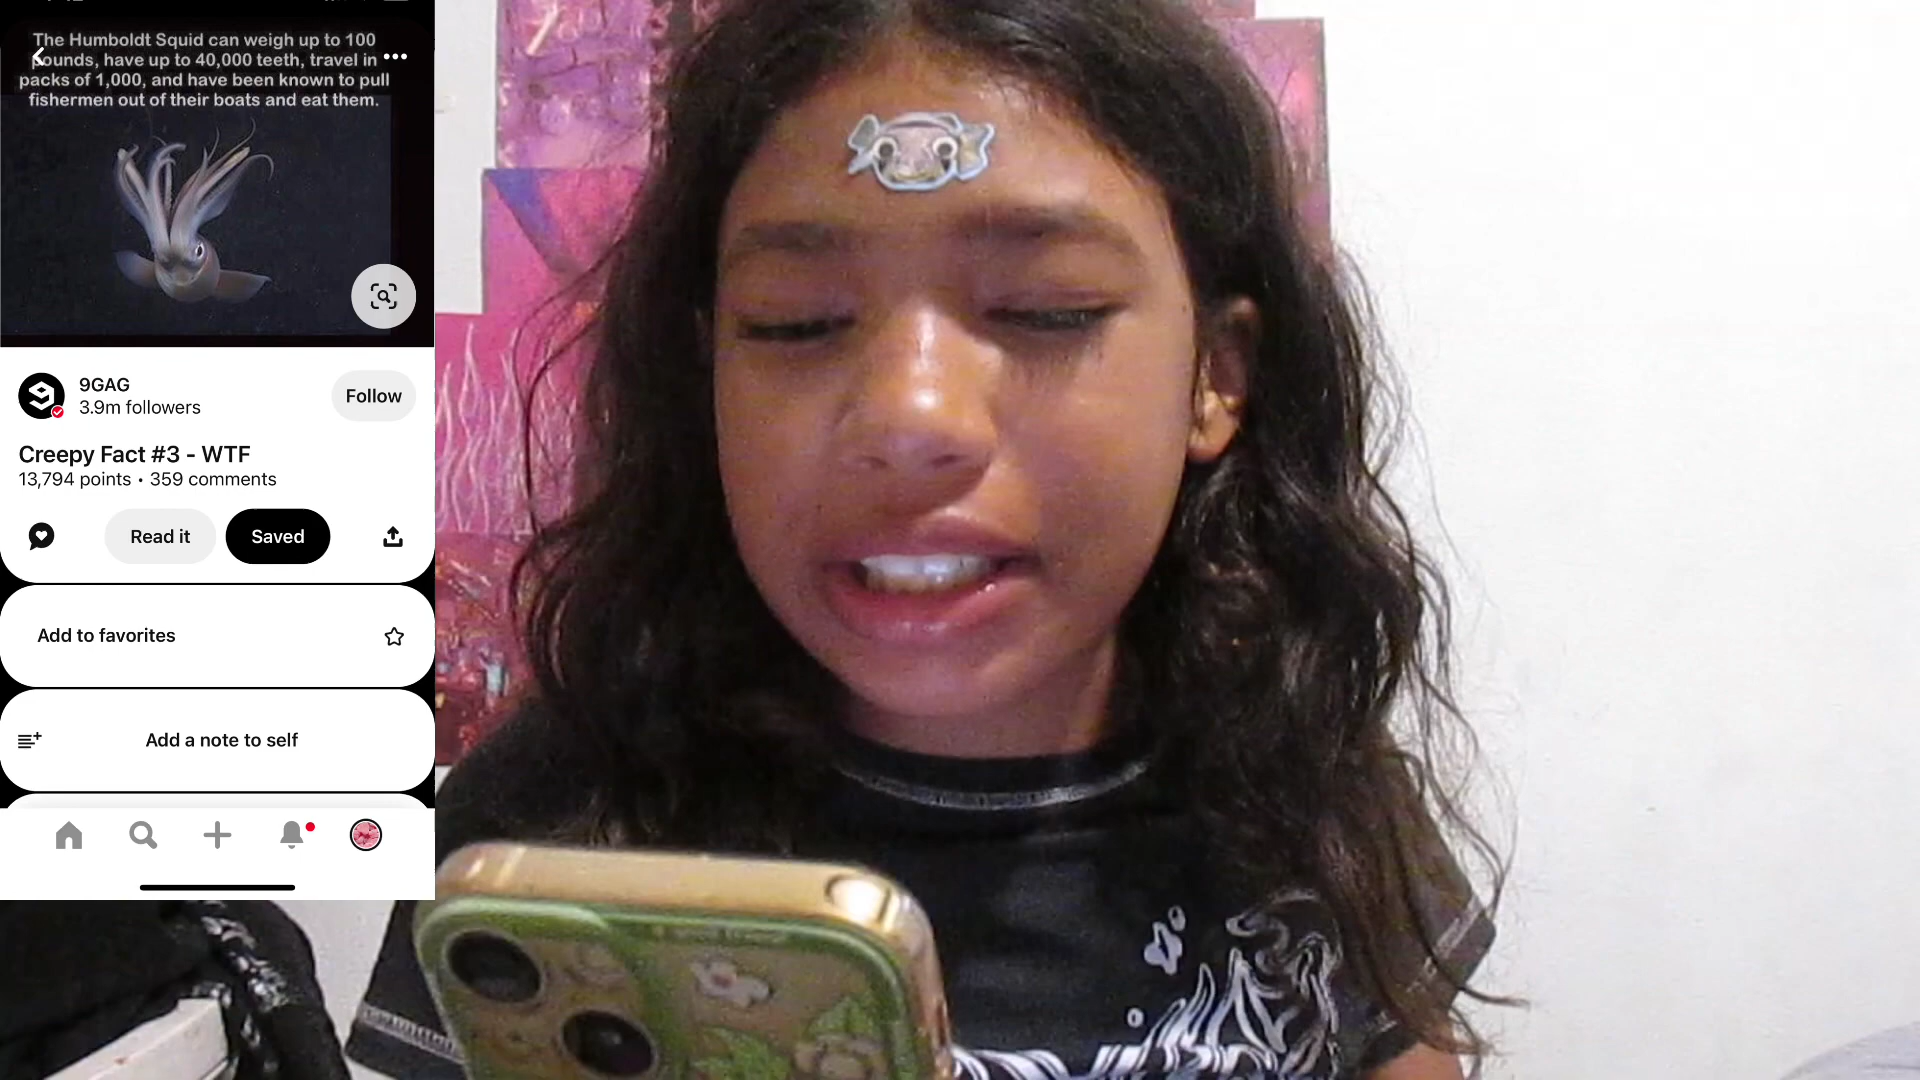 The Humboldt Squid can weigh up to 100
pounds, have up to 40,000 teeth, travel in
packs of 1,000, and have been known to pull
fishermen out of their boats and eat them.
9GAG
3.9m followers
Follow
Creepy Fact #3 - WTF
13,794 points • 359 comments
Read it
Saved
Add to favorites
Add a note to self